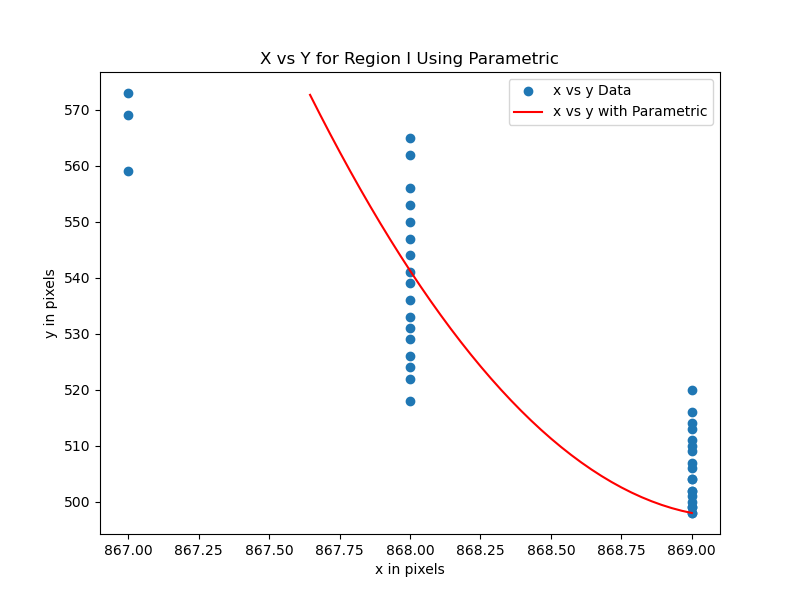 X vs Y for Region I Using Parametric
x vs y Data
x vs y with Parametric
570
560
550
540
530
520
510
500
y in pixels
867.00 867.25 867.50 867.75 868.00 868.25 868.50 868.75 869.00
x in pixels